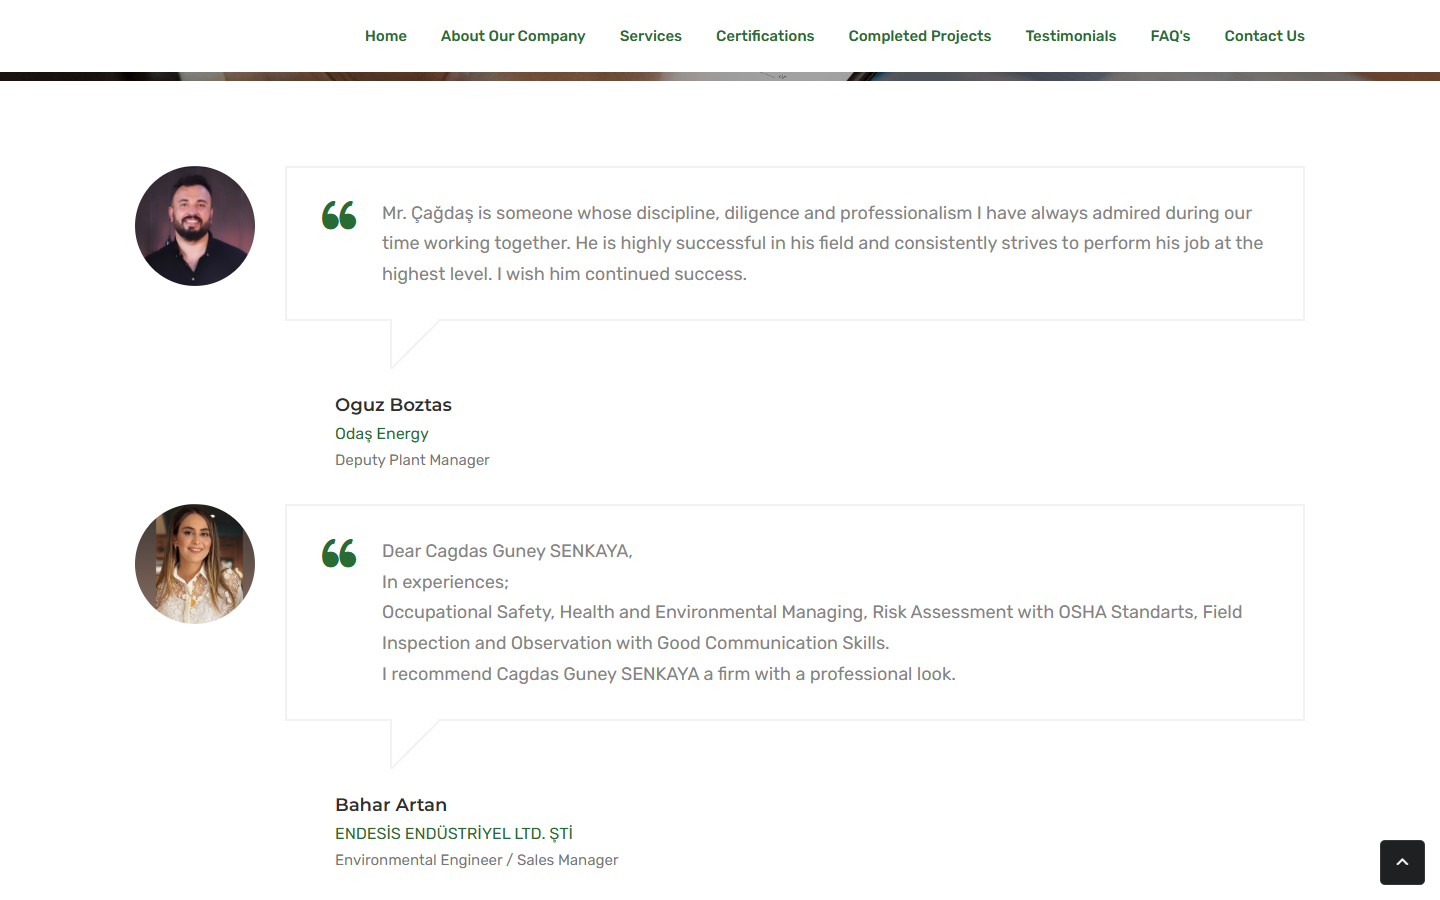 Home About Our Company Services Certifications Completed Projects Testimonials FAQ's Contact Us
Mr. Çağdaş is someone whose discipline, diligence and professionalism I have always admired during our
time working together. He is highly successful in his field and consistently strives to perform his job at the
highest level. I wish him continued success.
Oguz Boztas
Odaş Energy
Deputy Plant Manager
Dear Cagdas Guney SENKAYA,
In experiences;
Occupational Safety, Health and Environmental Managing, Risk Assessment with OSHA Standarts, Field
Inspection and Observation with Good Communication Skills.
I recommend Cagdas Guney SENKAYA a firm with a professional look.
Bahar Artan
ENDESİS ENDÜSTRİYEL LTD. ŞTİ
Environmental Engineer / Sales Manager